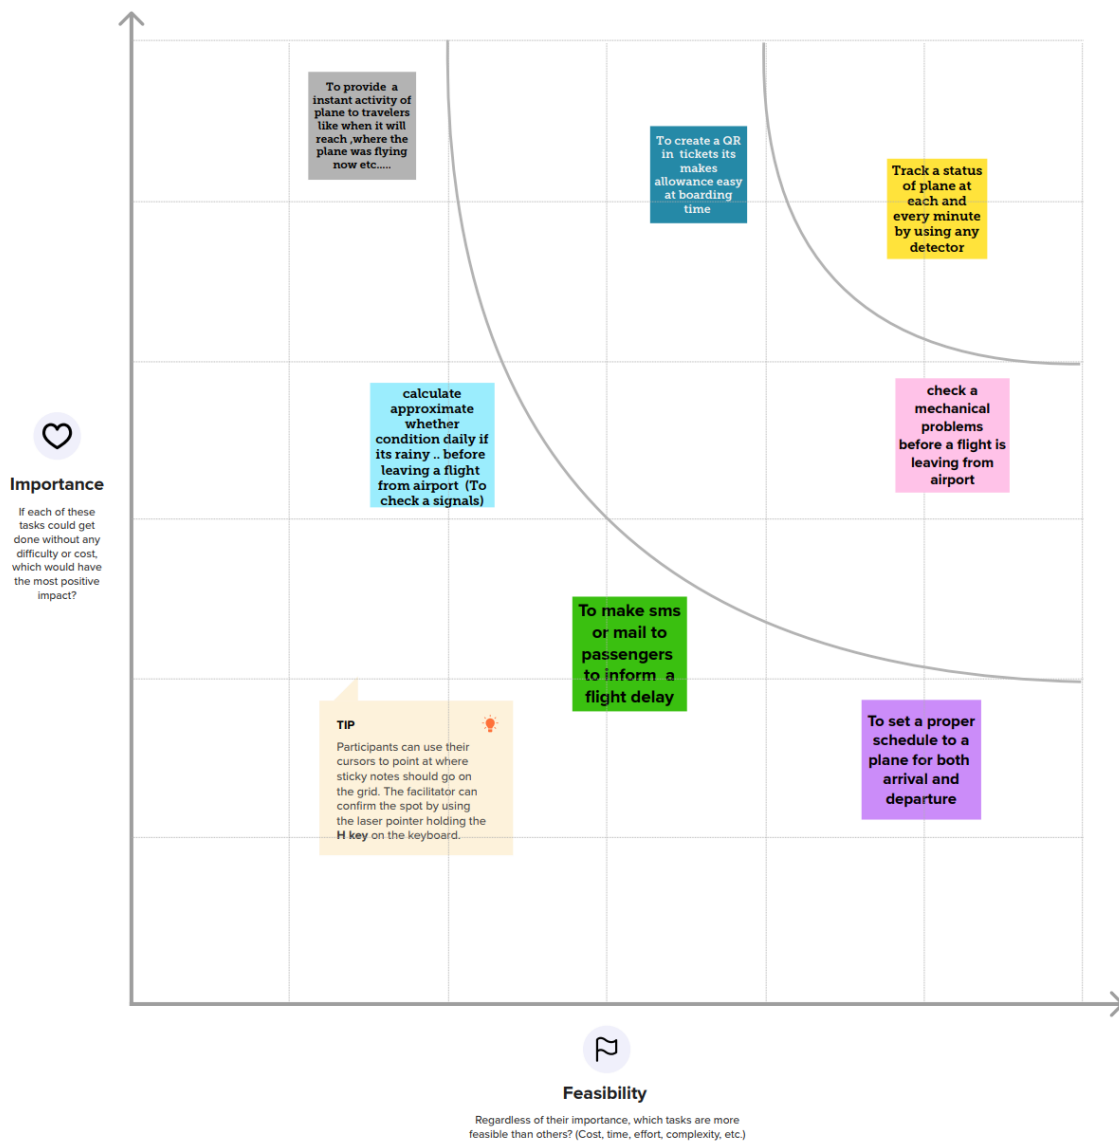 To provide  a
instant activity of
plane to travelers
like when it will
reach ,where the
plane was flying
now etc.....
To create a QR
in  tickets its
makes
allowance easy
at boarding
time
Track a status
of plane at
each and
every minute
by using any
detector
calculate
approximate
whether
condition daily if
its rainy .. before
leaving a flight
from airport  (To
check a signals)
check a
mechanical
problems
before a flight is
leaving from
airport
Importance
If each of these
tasks could get
done without any
difficulty or cost,
which would have
the most positive
impact?
To make sms
or mail to
passengers
to inform  a
flight delay
To set a proper
schedule to a
plane for both
arrival and
departure
TIP
Participants can use their
cursors to point at where
sticky notes should go on
the grid. The facilitator can
confirm the spot by using
the laser pointer holding the
H key on the keyboard.
Feasibility
Regardless of their importance, which tasks are more
feasible than others? (Cost, time, effort, complexity, etc.)